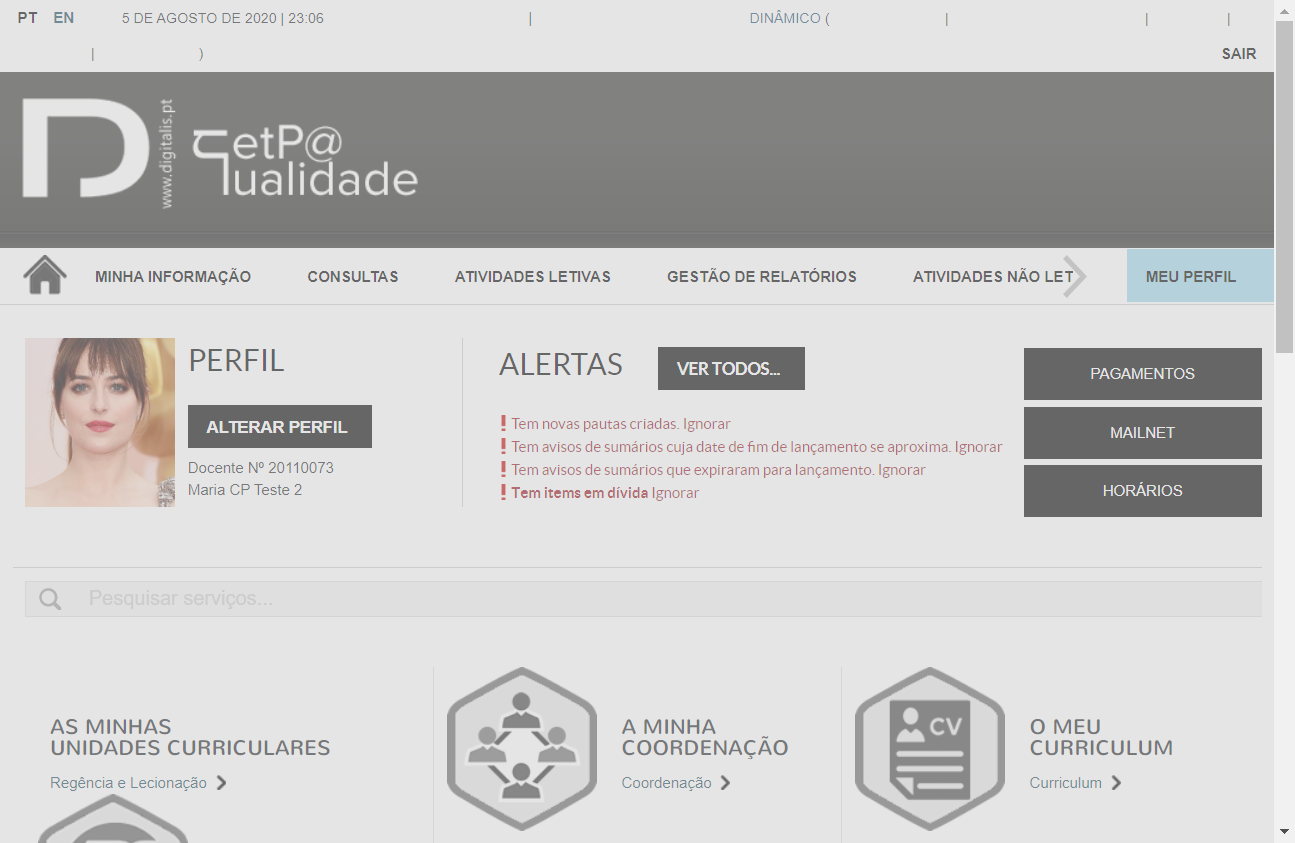 PT EN 5 DE AGOSTO DE 2020 | 23:06 | DINÂMICO ( | | |
| ) SAIR
www.digitalis.pt
netP@
qualidade
MINHA INFORMAÇÃO CONSULTAS ATIVIDADES LETIVAS GESTÃO DE RELATÓRIOS ATIVIDADES NÃO LET MEU PERFIL
PERFIL
ALTERAR PERFIL
Docente Nº 20110073
Maria CP Teste 2
ALERTAS VER TODOS...
Tem novas pautas criadas. Ignorar
Tem avisos de sumários cuja date de fim de lançamento se aproxima. Ignorar
Tem avisos de sumários que expiraram para lançamento. Ignorar
Tem items em dívida Ignorar
PAGAMENTOS
MAILNET
HORÁRIOS
Pesquisar serviços...
AS MINHAS
UNIDADES CURRICULARES
Regência e Lecionação
A MINHA
COORDENAÇÃO
Coordenação
CV
O MEU
CURRICULUM
Curriculum